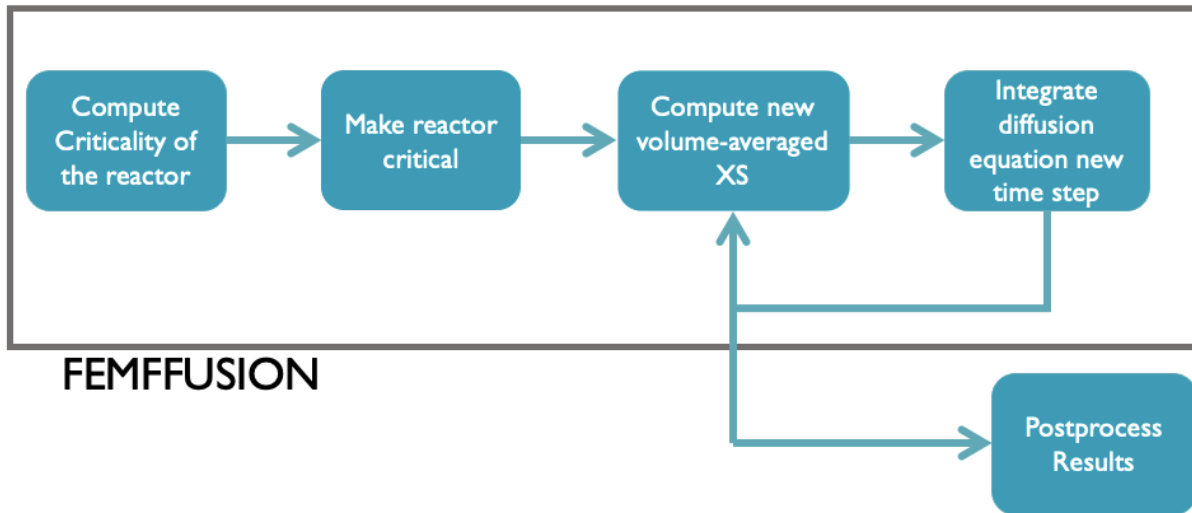 Compute
Criticality of
the reactor
Make reactor
critical
Compute new
volume-averaged
XS
Integrate
diffusion
equation new
time step
FEMFFUSION
Postprocess
Results